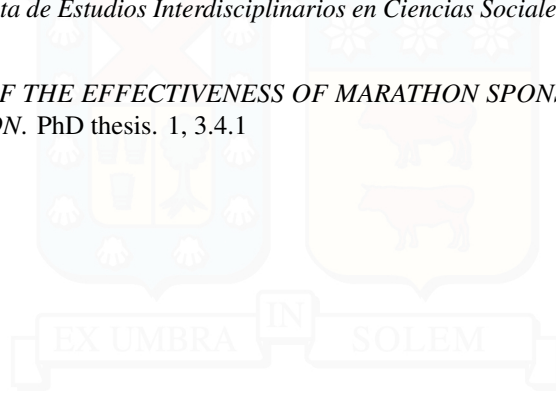 ta de Estudios Interdisciplinarios en Ciencias Sociale
F THE EFFECTIVENESS OF MARATHON SPON
ON. PhD thesis. 1, 3.4.1
EX UMBRA IN SOLEM